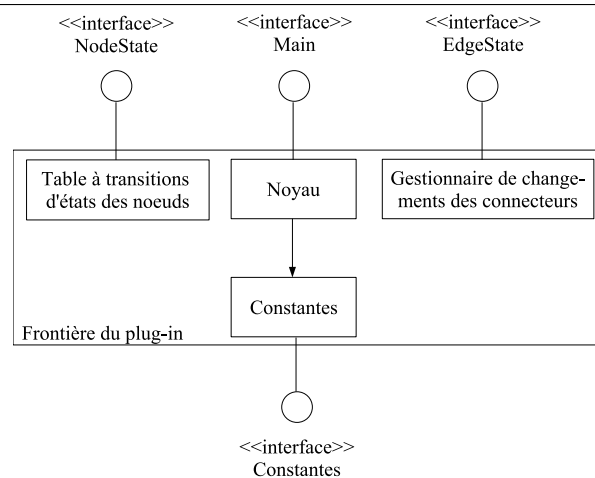 <<interface>>
NodeState
<<interface>>
Main
<<interface>>
EdgeState
Table à transitions
d'états des noeuds
Noyau
Gestionnaire de change-
ments des connecteurs
Constantes
Frontière du plug-in
<<interface>>
Constantes